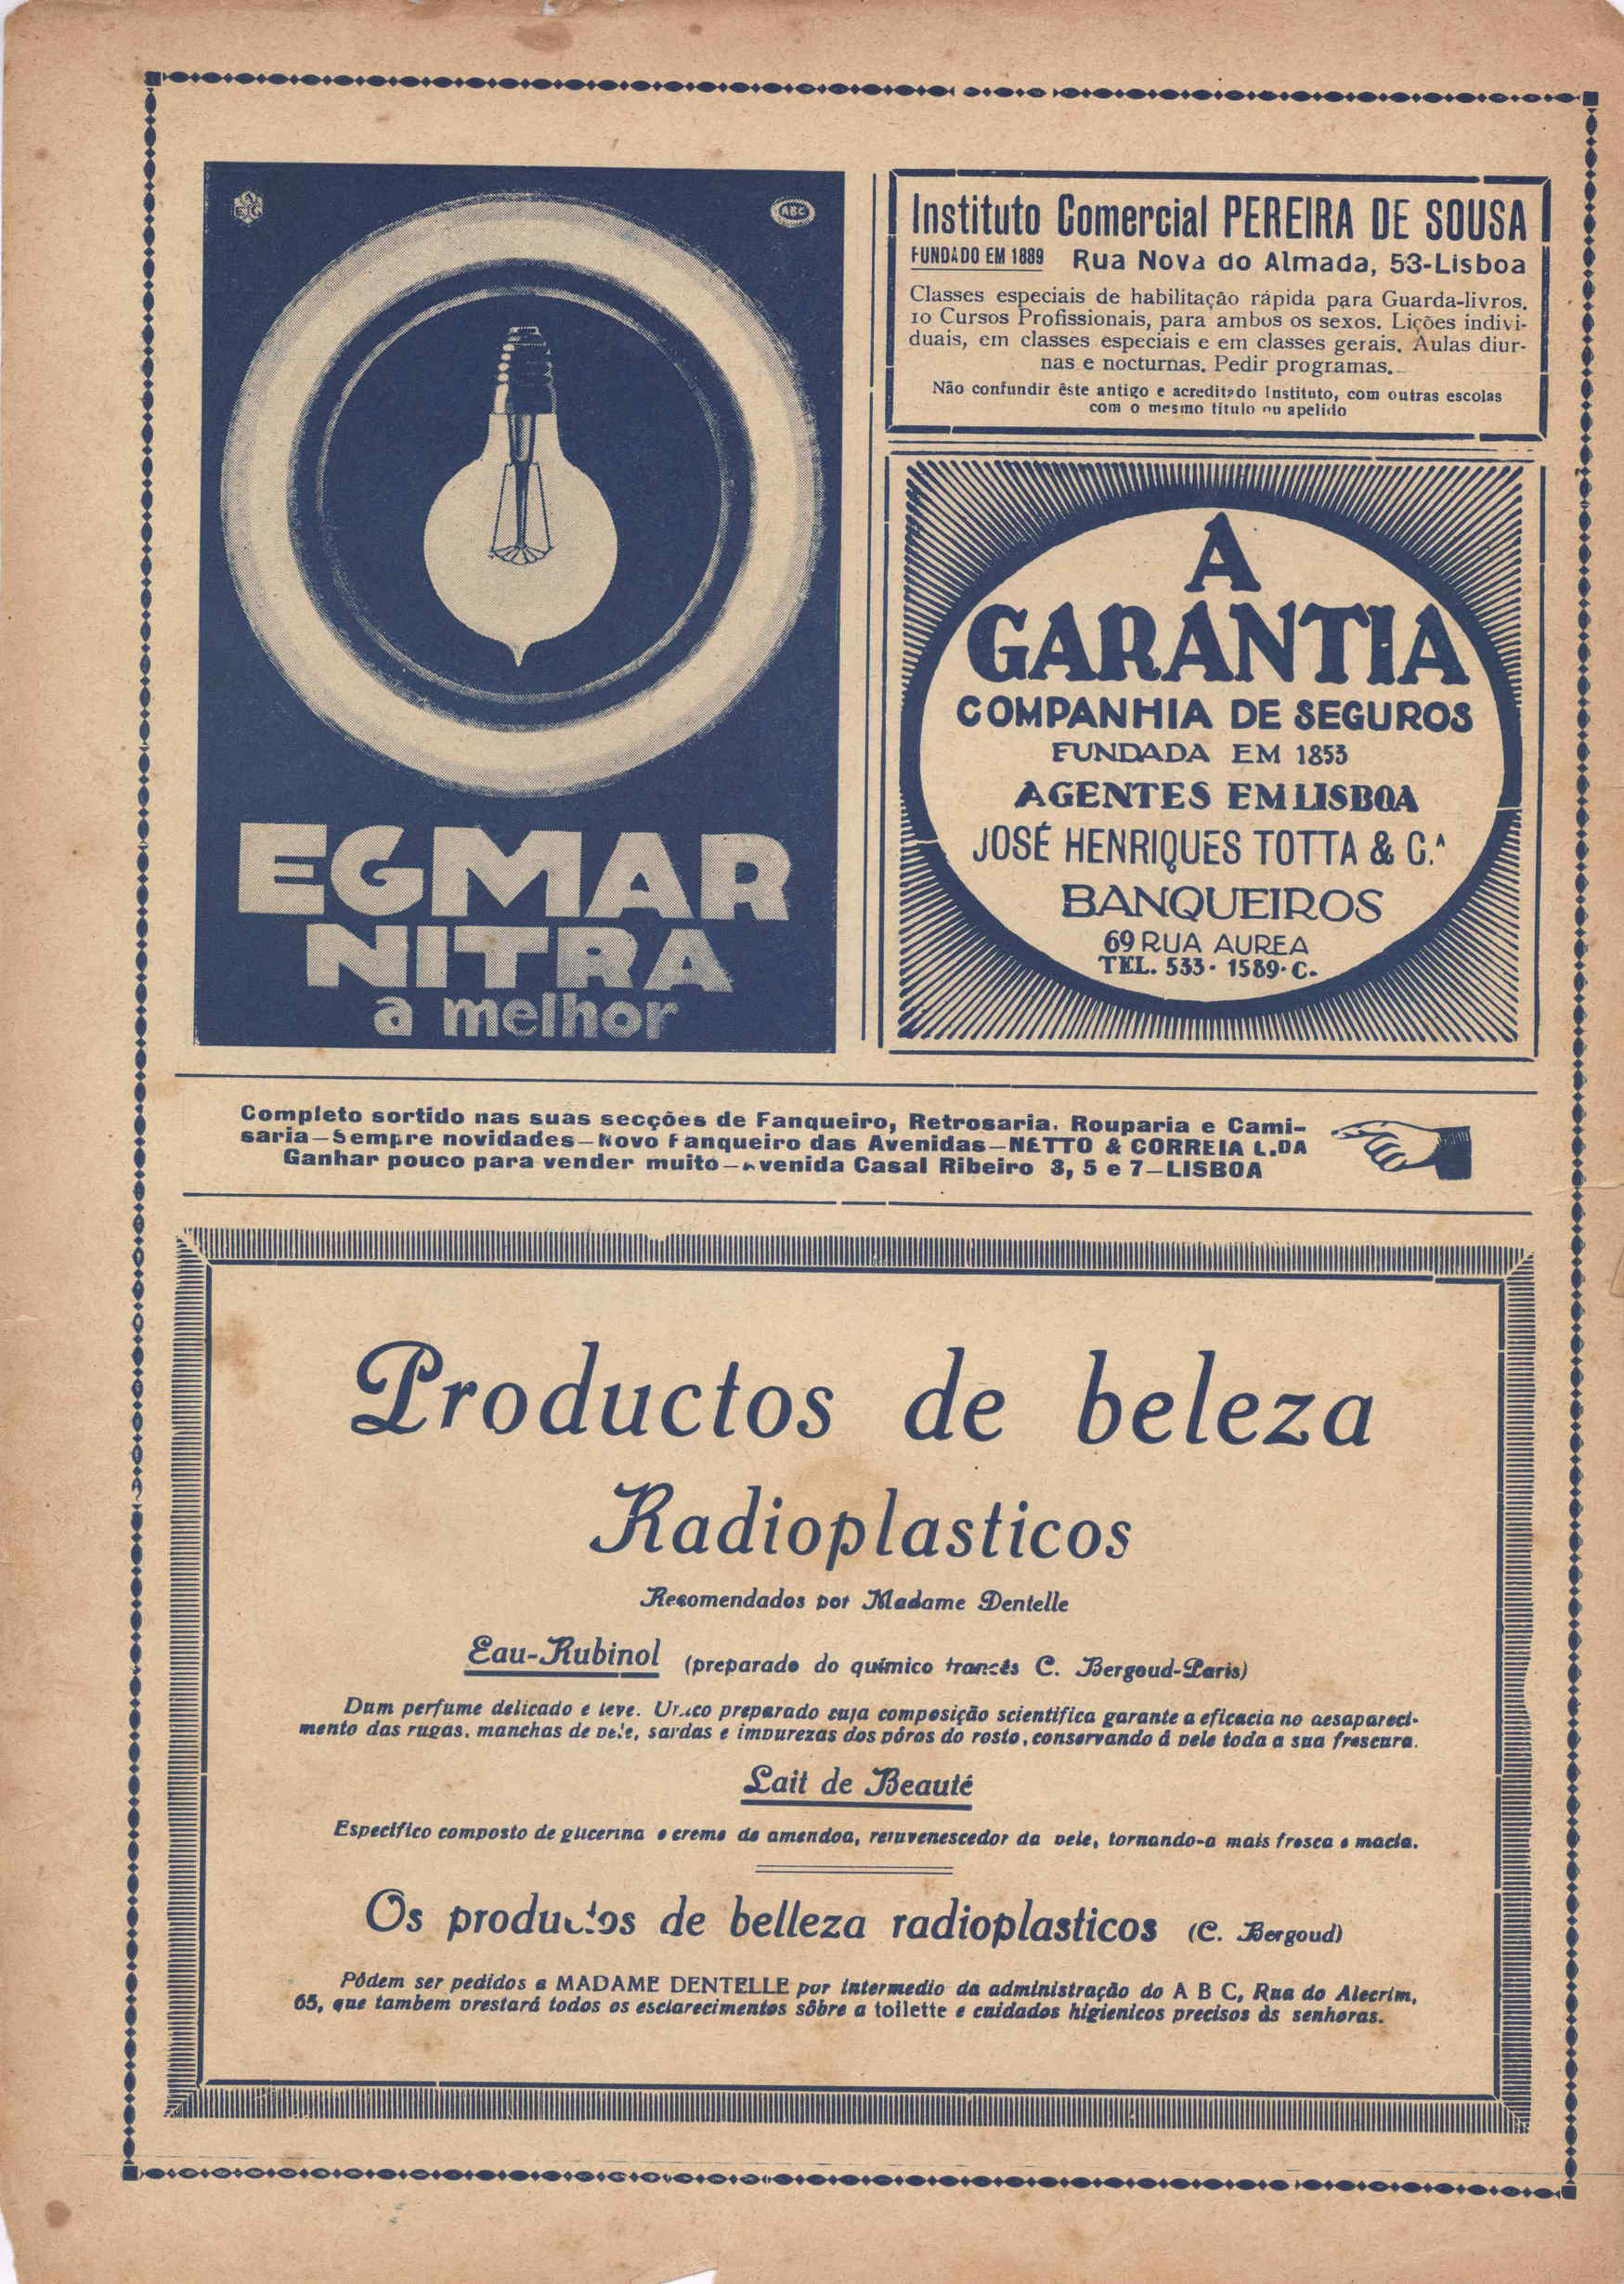 AEG
ABC
EGMAR
NITRA
a melhor
Instituto Comercial PEREIRA DE SOUSA
FUNDADO EM 1889 Rua Nova do Almada, 53-Lisboa
Classes especiais de habilitação rápida para Guarda-livros.
10 Cursos Profissionais, para ambos os sexos. Lições indivi-
duais, em classes especiais e em classes gerais. Aulas diur-
nas e nocturnas. Pedir programas.
Não confundir êste antigo e acreditado Instituto, com outras escolas
com o mesmo titulo ou apelido
A
GARANTIA
COMPANHIA DE SEGUROS
FUNDADA EM 1853
AGENTES EM LISBOA
JOSÉ HENRIQUES TOTTA & C.ᴬ
BANQUEIROS
69 RUA AUREA
TEL. 533 · 1589 · C.
Completo sortido nas suas secções de Fanqueiro, Retrosaria. Rouparia e Cami-
saria—Sempre novidades—Novo Fanqueiro das Avenidas—NETTO & CORREIA L.DA
Ganhar pouco para vender muito—Avenida Casal Ribeiro 3, 5 e 7—LISBOA
Productos de beleza
Radioplasticos
Recomendados por Madame Dentelle
Eau-Rubinol (preparado do químico francês C. Bergoud-Paris)
Dum perfume delicado e leve. Unico preparado cuja composição scientifica garante a eficacia no desapareci-
mento das rugas, manchas de pele, sardas e impurezas dos póros do rosto, conservando á pele toda a sua frescura.
Lait de Beauté
Especifico composto de glicerina e creme de amendoa, rejuvenescedor da pele, tornando-a mais fresca e macia.
Os productos de belleza radioplasticos (C. Bergoud)
Pódem ser pedidos a MADAME DENTELLE por intermedio da administração do A B C, Rua do Alecrim,
65, que tambem prestará todos os esclarecimentos sôbre a toilette e cuidados higienicos precisos às senhoras.